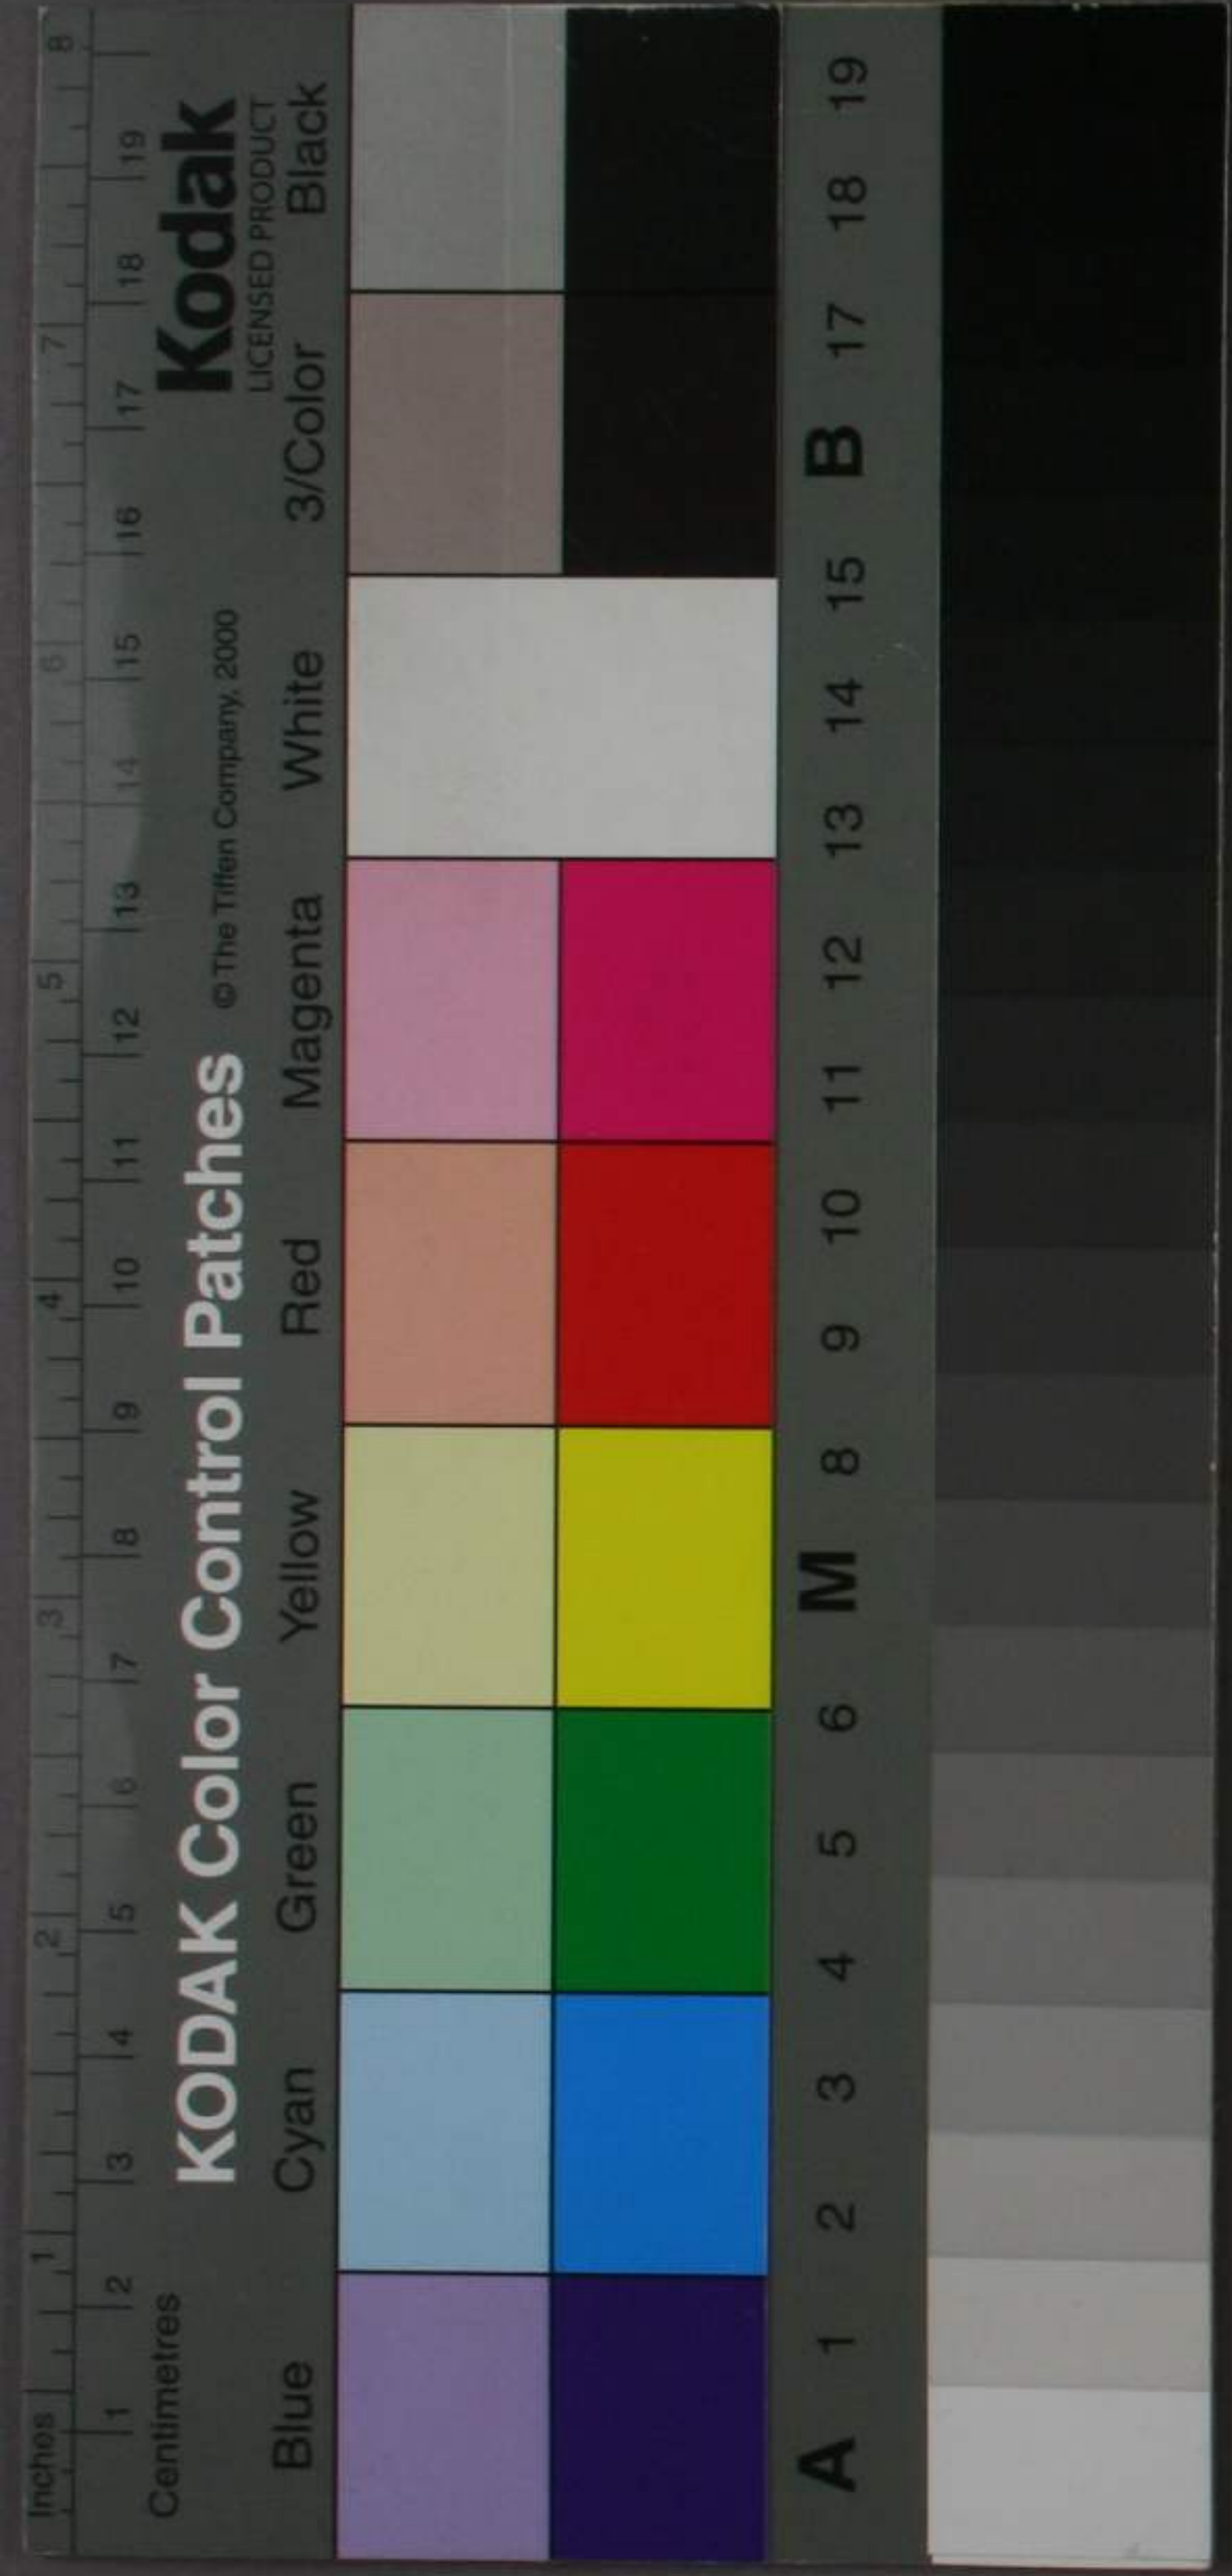 Inches 1 2 3 4 5 6 7 8
Centimetres 1 2 3 4 5 6 7 8 9 10 11 12 13 14 15 16 17 18 19
KODAK Color Control Patches © The Tiffen Company, 2000 Kodak
LICENSED PRODUCT
Blue Cyan Green Yellow Red Magenta White 3/Color Black
A 1 2 3 4 5 6 M 8 9 10 11 12 13 14 15 B 17 18 19